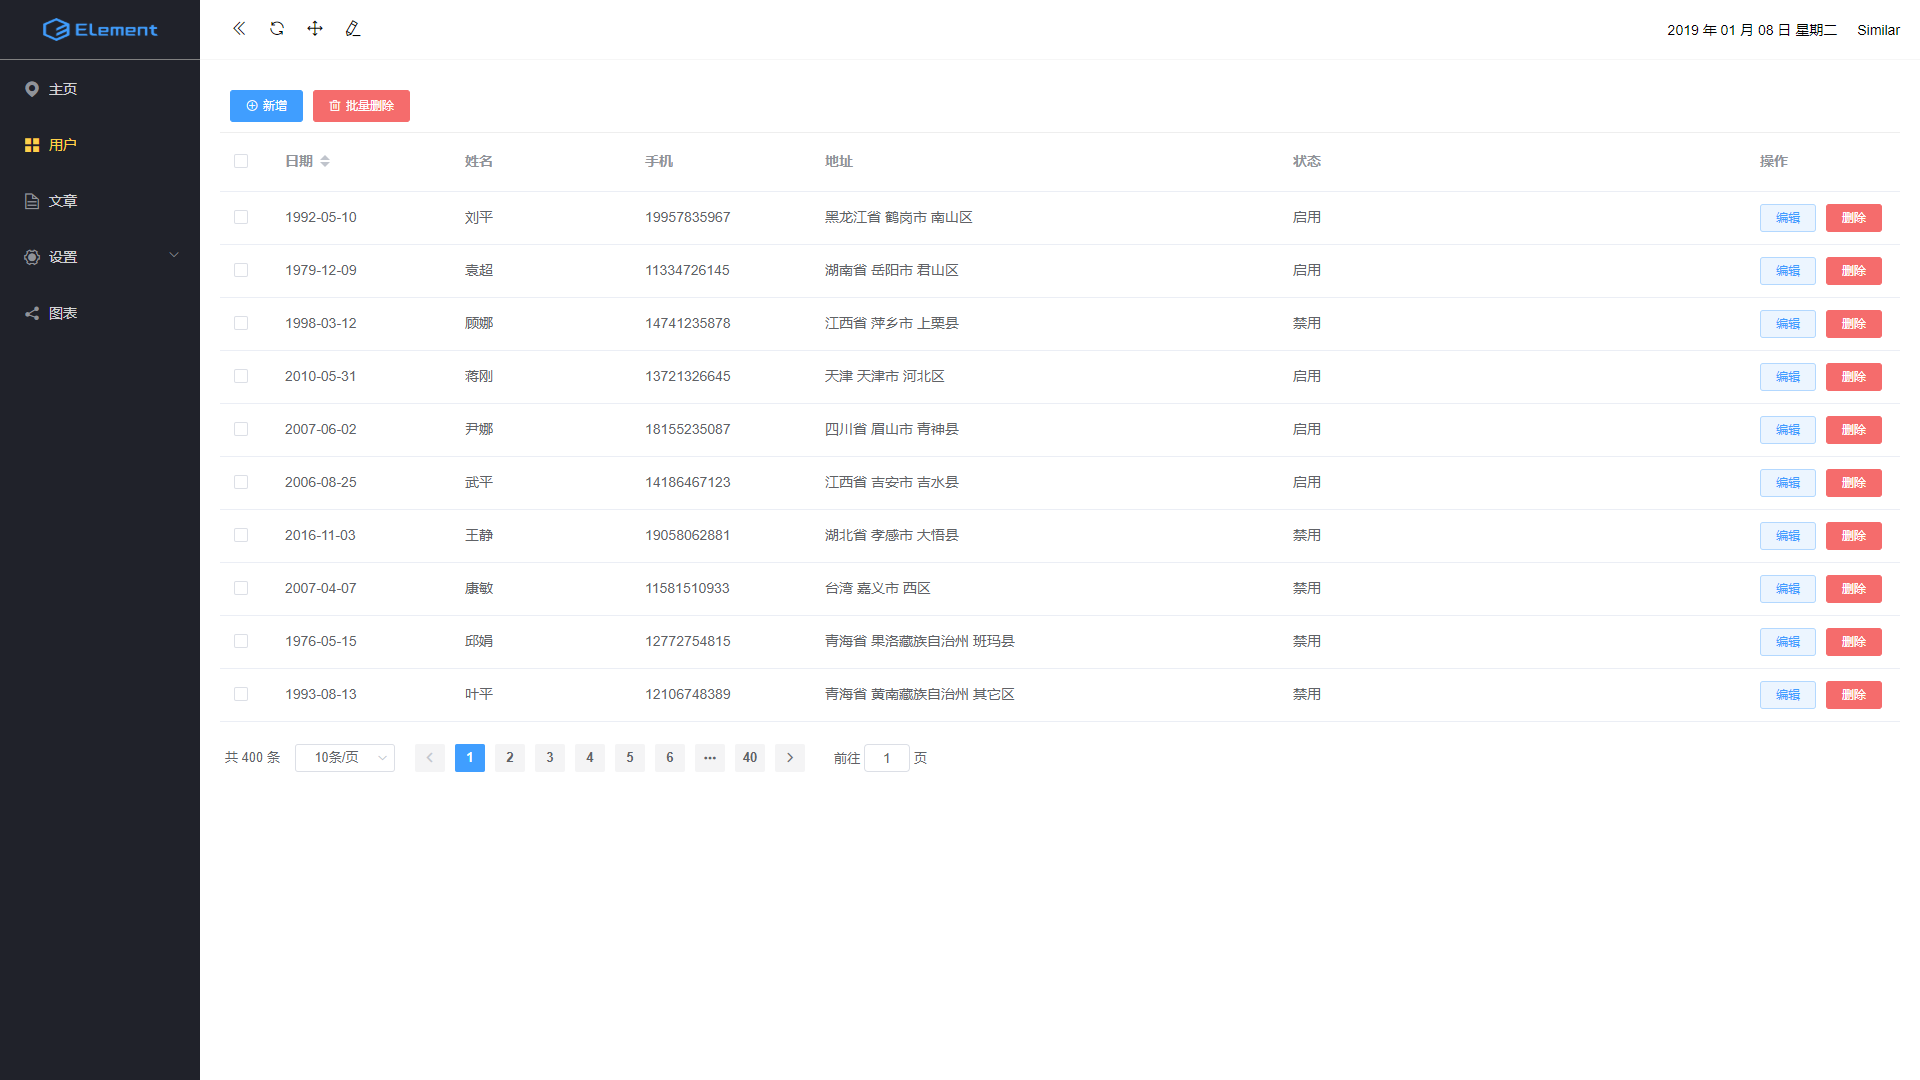 Element
2019 年 01 月 08 日 星期二 Similar
主页
用户
文章
设置
图表
新增 批量删除
日期 姓名 手机 地址 状态 操作
1992-05-10 刘平 19957835967 黑龙江省 鹤岗市 南山区 启用 编辑 删除
1979-12-09 袁超 11334726145 湖南省 岳阳市 君山区 启用 编辑 删除
1998-03-12 顾娜 14741235878 江西省 萍乡市 上栗县 禁用 编辑 删除
2010-05-31 蒋刚 13721326645 天津 天津市 河北区 启用 编辑 删除
2007-06-02 尹娜 18155235087 四川省 眉山市 青神县 启用 编辑 删除
2006-08-25 武平 14186467123 江西省 吉安市 吉水县 启用 编辑 删除
2016-11-03 王静 19058062881 湖北省 孝感市 大悟县 禁用 编辑 删除
2007-04-07 康敏 11581510933 台湾 嘉义市 西区 禁用 编辑 删除
1976-05-15 邱娟 12772754815 青海省 果洛藏族自治州 班玛县 禁用 编辑 删除
1993-08-13 叶平 12106748389 青海省 黄南藏族自治州 其它区 禁用 编辑 删除
共 400 条 10条/页 1 2 3 4 5 6 ••• 40 前往 1 页